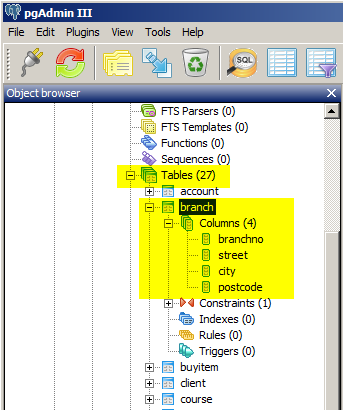 pgAdmin III
File Edit Plugins View Tools Help
SQL
Object browser
FTS Parsers (0)
FTS Templates (0)
Functions (0)
Sequences (0)
Tables (27)
account
branch
Columns (4)
branchno
street
city
postcode
Constraints (1)
Indexes (0)
Rules (0)
Triggers (0)
buyitem
client
course